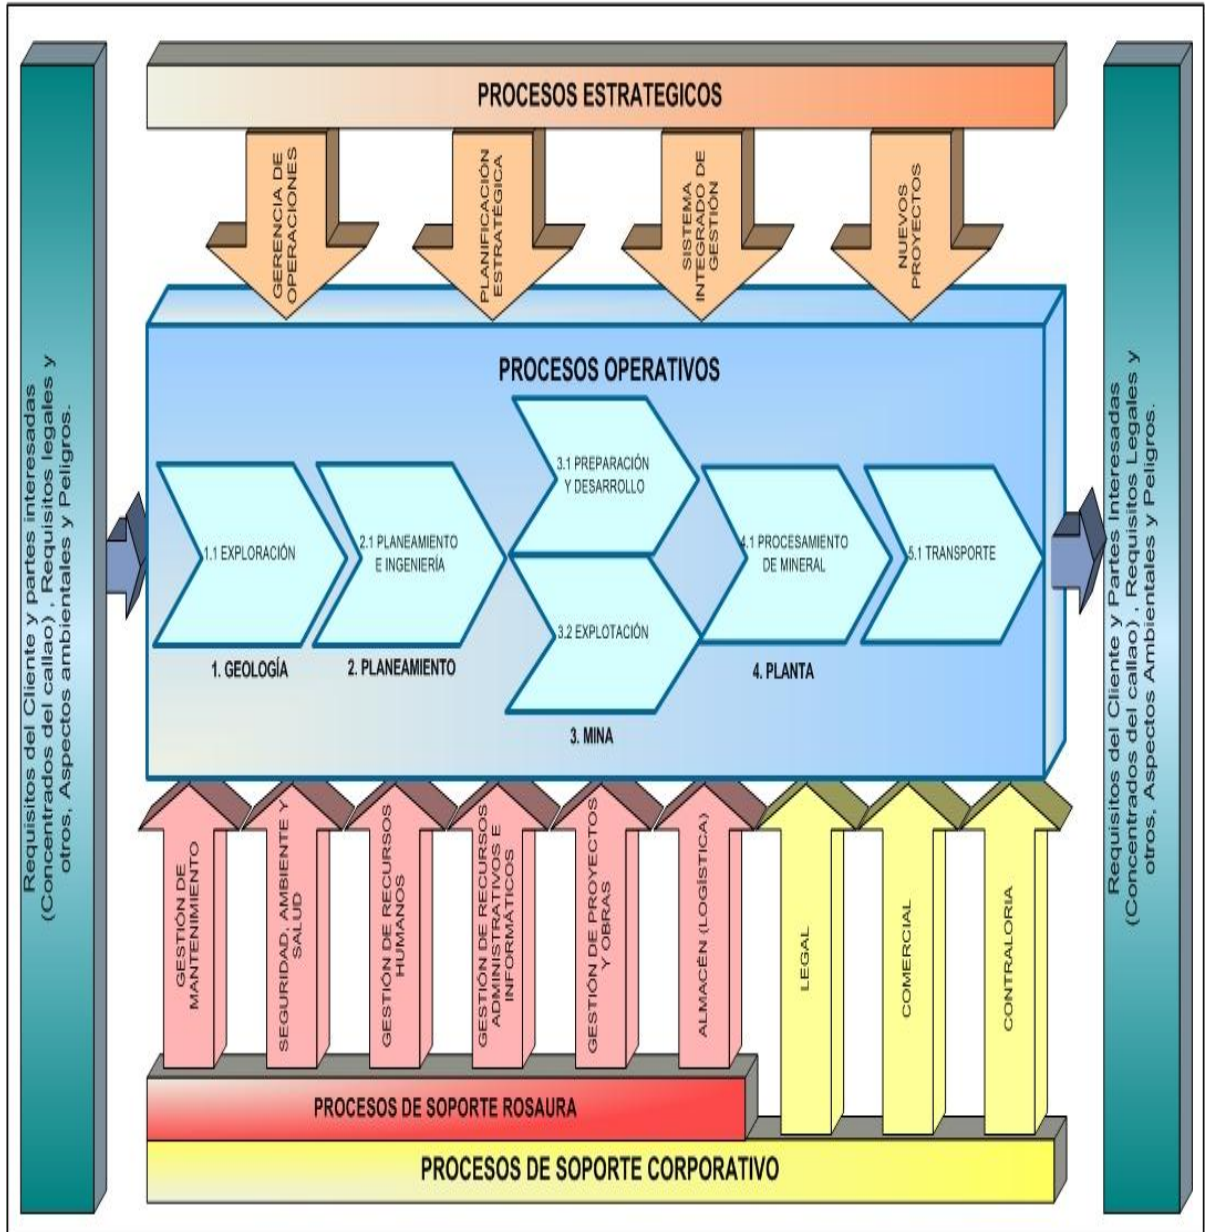 PROCESOS ESTRATEGICOS
GERENCIA DE
OPERACIONES
PLANIFICACIÓN
ESTRATÉGICA
SISTEMA
INTEGRADO DE
GESTIÓN
NUEVOS
PROYECTOS
Requisitos del Cliente y partes interesadas
(Concentrados del callao) , Requisitos legales y
otros, Aspectos ambientales y Peligros.
PROCESOS OPERATIVOS
1.1 EXPLORACIÓN
1. GEOLOGÍA
2.1 PLANEAMIENTO
E INGENIERÍA
2. PLANEAMIENTO
3.1 PREPARACIÓN
Y DESARROLLO
3.2 EXPLOTACIÓN
3. MINA
4.1 PROCESAMIENTO
DE MINERAL
4. PLANTA
5.1 TRANSPORTE
Requisitos del Cliente y Partes Interesadas
(Concentrados del callao) , Requisitos Legales y
otros, Aspectos Ambientales y Peligros.
GESTIÓN DE
MANTENIMIENTO
SEGURIDAD, AMBIENTE Y
SALUD
GESTIÓN DE RECURSOS
HUMANOS
GESTIÓN DE RECURSOS
ADMINISTRATIVOS E
INFORMÁTICOS
GESTIÓN DE PROYECTOS
Y OBRAS
ALMACÉN (LOGÍSTICA)
LEGAL
COMERCIAL
CONTRALORIA
PROCESOS DE SOPORTE ROSAURA
PROCESOS DE SOPORTE CORPORATIVO